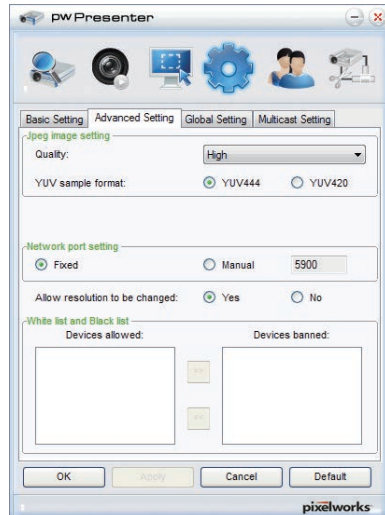 pwPresenter
Basic Setting Advanced Setting Global Setting Multicast Setting
Jpeg image setting
Quality: High
YUV sample format: YUV444 YUV420
Network port setting
Fixed Manual 5900
Allow resolution to be changed: Yes No
White list and Black list
Devices allowed: Devices banned:
>>
<<
OK Apply Cancel Default
pixelworks